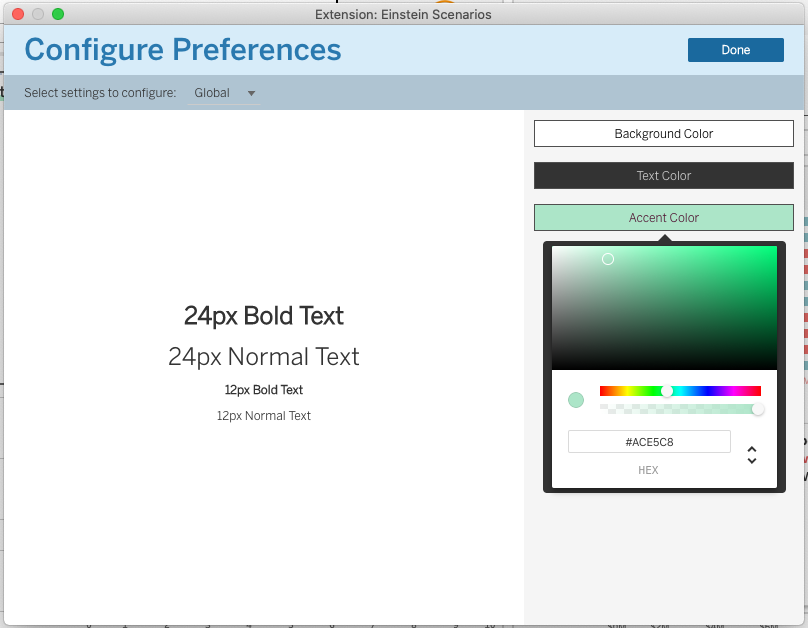 Extension: Einstein Scenarios
Configure Preferences
Done
Select settings to configure: Global
Background Color
Text Color
Accent Color
24px Bold Text
24px Normal Text
12px Bold Text
12px Normal Text
#ACE5C8
HEX